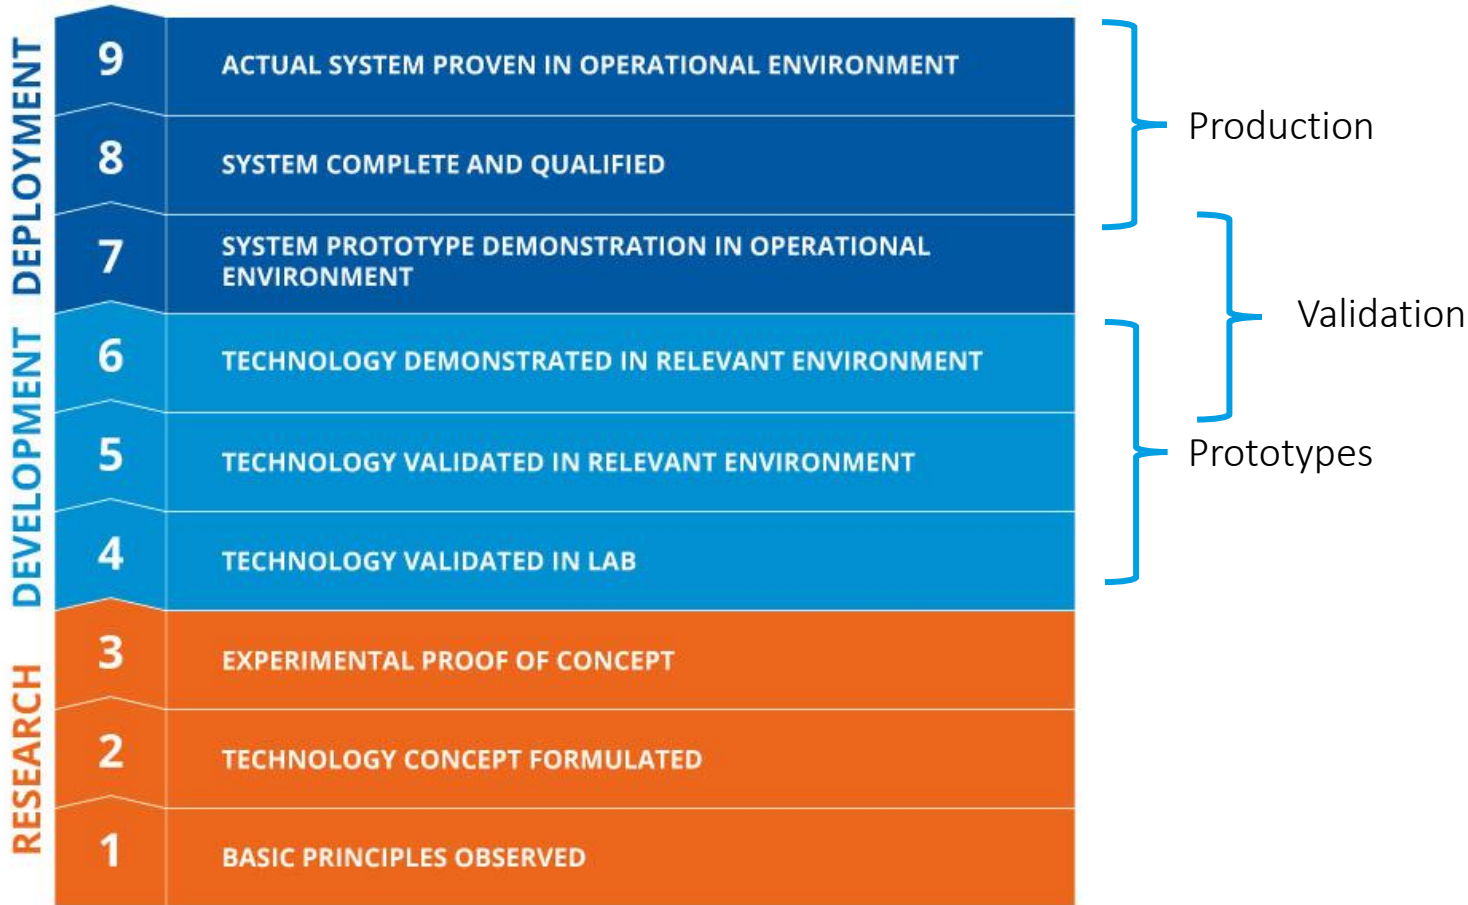 DEPLOYMENT
9
ACTUAL SYSTEM PROVEN IN OPERATIONAL ENVIRONMENT
8
SYSTEM COMPLETE AND QUALIFIED
7
SYSTEM PROTOTYPE DEMONSTRATION IN OPERATIONAL
ENVIRONMENT
DEVELOPMENT
6
TECHNOLOGY DEMONSTRATED IN RELEVANT ENVIRONMENT
5
TECHNOLOGY VALIDATED IN RELEVANT ENVIRONMENT
4
TECHNOLOGY VALIDATED IN LAB
RESEARCH
3
EXPERIMENTAL PROOF OF CONCEPT
2
TECHNOLOGY CONCEPT FORMULATED
1
BASIC PRINCIPLES OBSERVED
Production
Validation
Prototypes